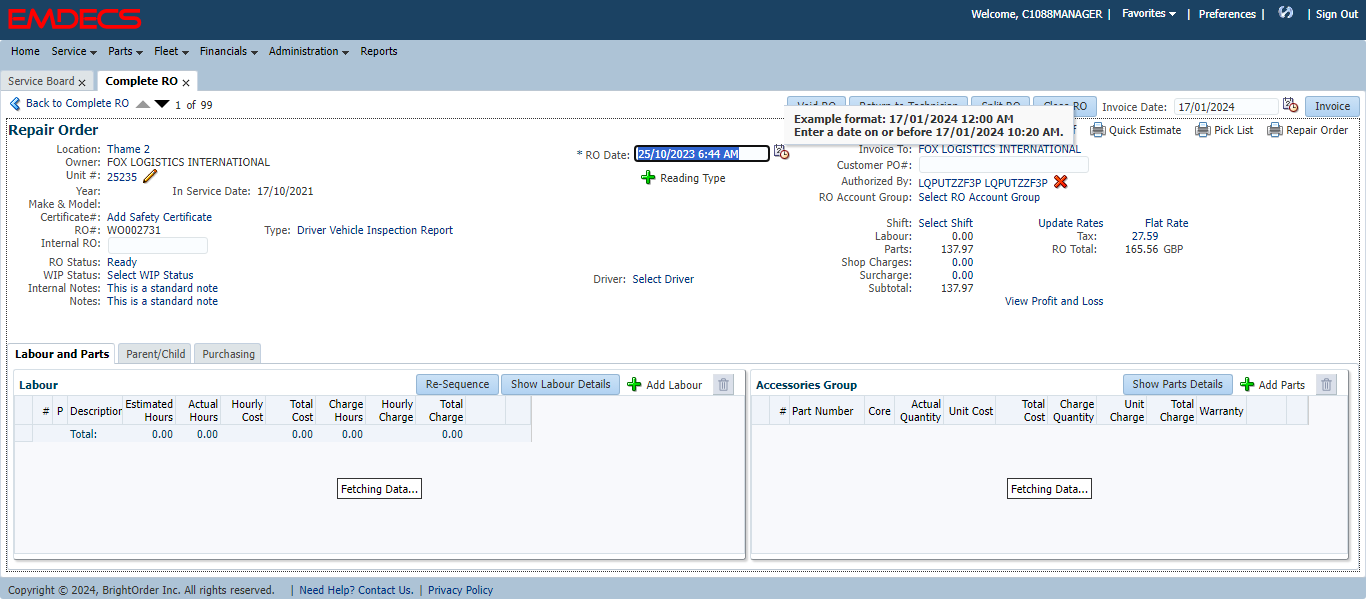 EMDECS
Welcome, C1088MANAGER | Favorites | Preferences | | Sign Out
Home Service Parts Fleet Financials Administration Reports
Service Board x Complete RO x
Back to Complete RO 1 of 99
Void RO Return to Technician Split RO Close RO Invoice Date: 17/01/2024 Invoice
Example format: 17/01/2024 12:00 AM
Enter a date on or before 17/01/2024 10:20 AM.
Quick Estimate Pick List Repair Order
Repair Order
Location: Thame 2
Owner: FOX LOGISTICS INTERNATIONAL
Unit #: 25235
Year: In Service Date: 17/10/2021
Make & Model:
Certificate#: Add Safety Certificate
RO#: WO002731 Type: Driver Vehicle Inspection Report
Internal RO:
RO Status: Ready
WIP Status: Select WIP Status
Internal Notes: This is a standard note
Notes: This is a standard note
* RO Date: 25/10/2023 6:44 AM
Reading Type
Driver: Select Driver
Invoice To: FOX LOGISTICS INTERNATIONAL
Customer PO#:
Authorized By: LQPUTZZF3P LQPUTZZF3P
RO Account Group: Select RO Account Group
Shift: Select Shift Update Rates Flat Rate
Labour: 0.00 Tax: 27.59
Parts: 137.97 RO Total: 165.56 GBP
Shop Charges: 0.00
Surcharge: 0.00
Subtotal: 137.97
View Profit and Loss
Labour and Parts Parent/Child Purchasing
Labour Re-Sequence Show Labour Details Add Labour
# P Description Estimated Hours Actual Hours Hourly Cost Total Cost Charge Hours Hourly Charge Total Charge
Total: 0.00 0.00 0.00 0.00 0.00
Fetching Data...
Accessories Group Show Parts Details Add Parts
# Part Number Core Actual Quantity Unit Cost Total Cost Charge Quantity Unit Charge Total Charge Warranty
Fetching Data...
Copyright © 2024, BrightOrder Inc. All rights reserved. | Need Help? Contact Us. | Privacy Policy